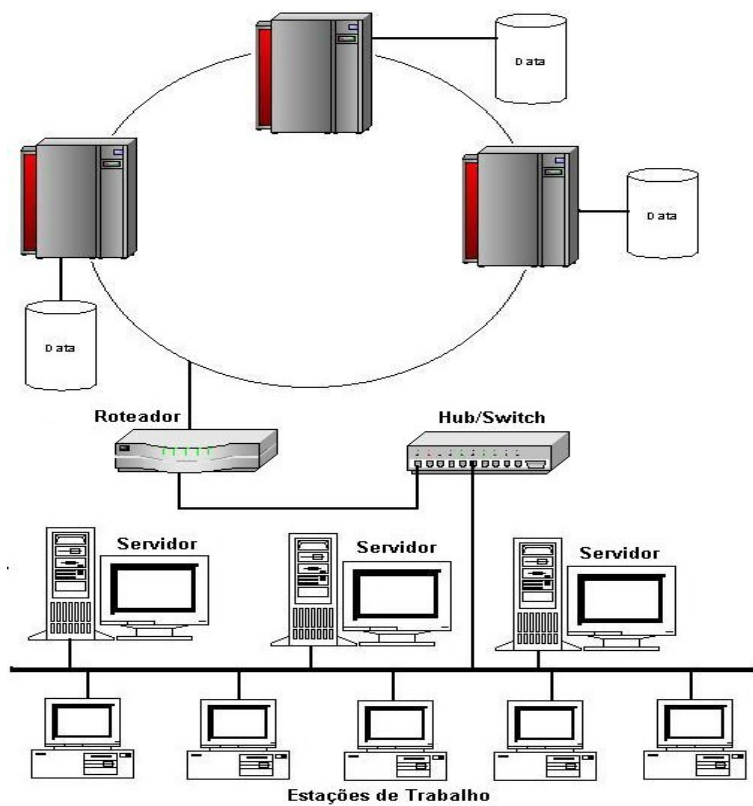 Data
Data
Data
Roteador
Hub/Switch
Servidor
Servidor
Servidor
Estações de Trabalho